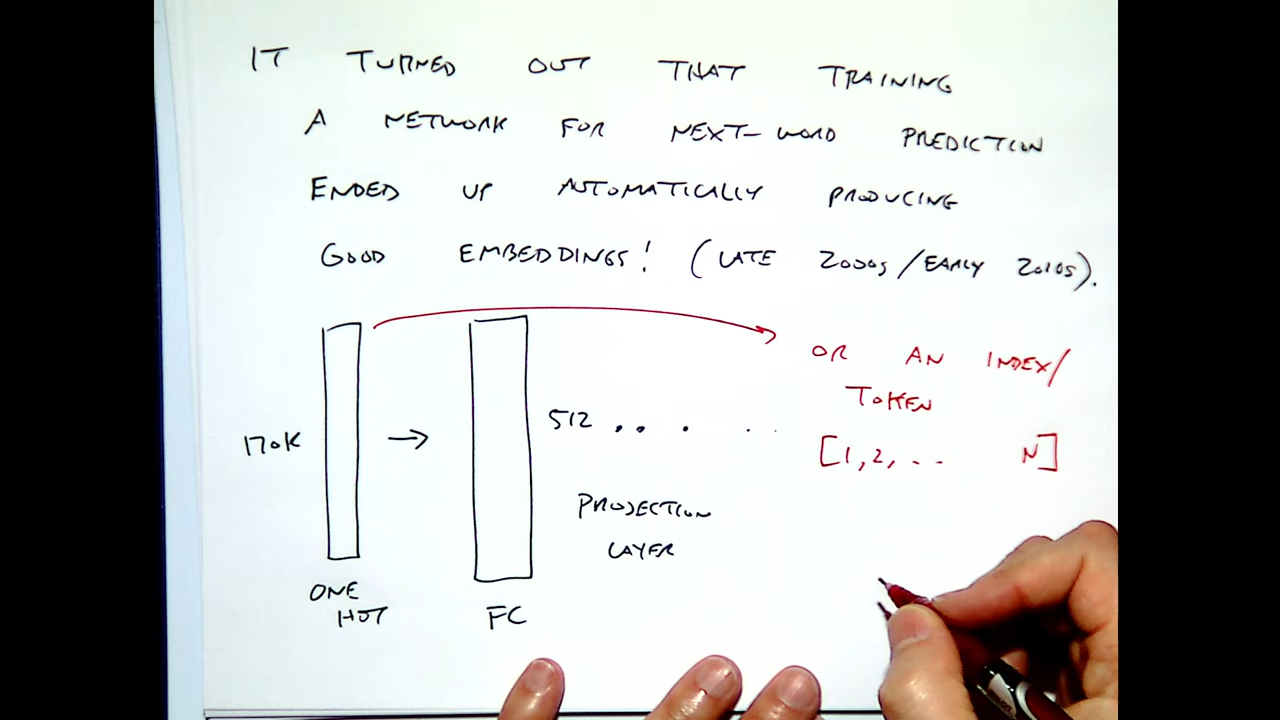 IT TURNED OUT THAT TRAINING
A NETWORK FOR NEXT-WORD PREDICTION
ENDED UP AUTOMATICALLY PRODUCING
GOOD EMBEDDINGS! (LATE 2000s/EARLY 2010s).
OR AN INDEX/
TOKEN
[1,2, .. N]
170K → 512 . . . . .
PROJECTION
LAYER
ONE
HOT
FC